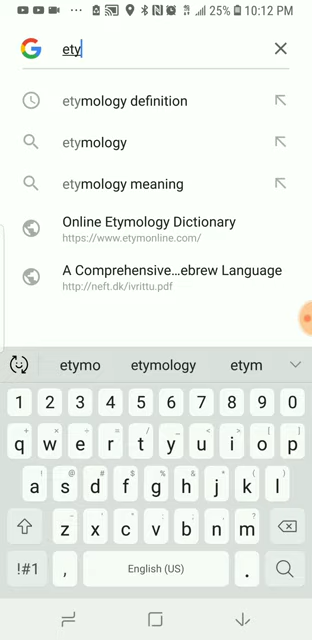 25% 10:12 PM
ety
etymology definition
etymology
etymology meaning
Online Etymology Dictionary
https://www.etymonline.com/
A Comprehensive…ebrew Language
http://neft.dk/ivrittu.pdf
etymo etymology etym
1 2 3 4 5 6 7 8 9 0
+ × ÷ = / _ < > [ ]
q w e r t y u i o p
! @ # $ % ^ & * ( )
a s d f g h j k l
- ' " : ; , ?
z x c v b n m
!#1 , English (US) .